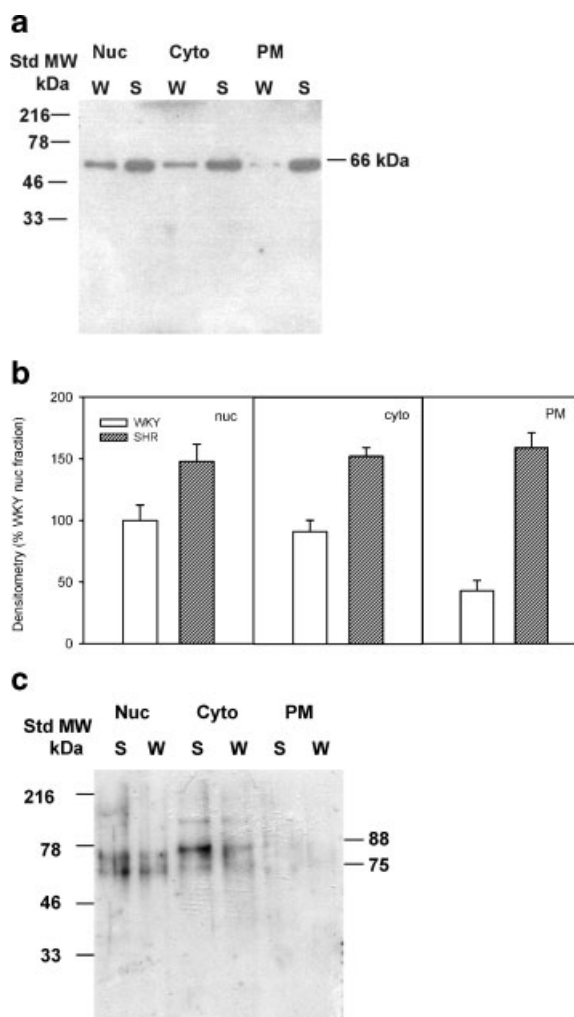 a
Nuc Cyto PM
Std MW
kDa
W S W S W S
216
78
66 kDa
46
33
b
200
150
100
50
0
Densitometry (% WKY nuc fraction)
WKY
SHR
nuc
cyto
PM
c
Nuc Cyto PM
Std MW
kDa
S W S W S W
216
88
78
75
46
33